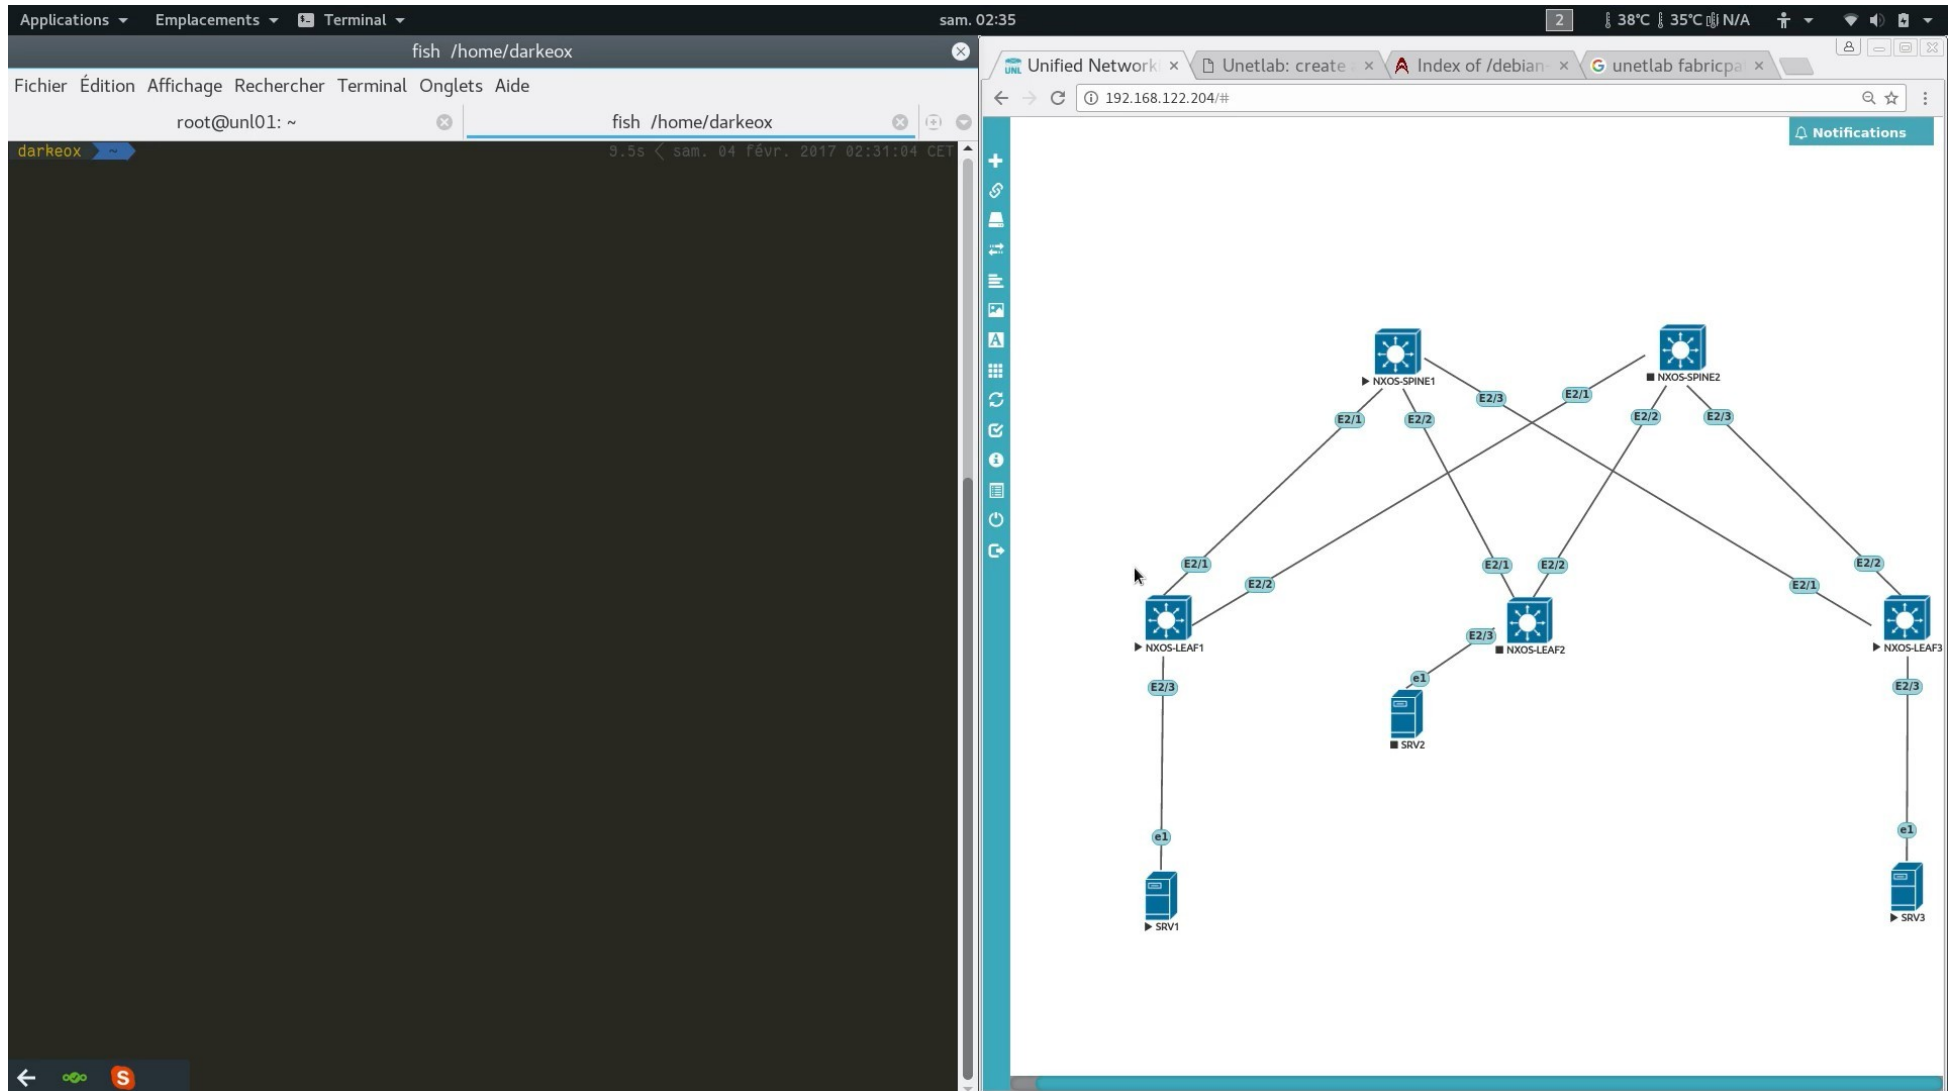 Applications Emplacements Terminal sam. 02:35 2 38°C 35°C N/A
fish /home/darkeox
Fichier Édition Affichage Rechercher Terminal Onglets Aide
root@unl01: ~ fish /home/darkeox
darkeox ~ 9.5s < sam. 04 févr. 2017 02:31:04 CET
UNL Unified Network Unetlab: create Index of /debian unetlab fabricpa
192.168.122.204/#
Notifications
NXOS-SPINE1 NXOS-SPINE2
E2/3 E2/1
E2/1 E2/2 E2/2 E2/3
E2/1 E2/1 E2/2 E2/2
E2/2 E2/1
NXOS-LEAF1 NXOS-LEAF2 NXOS-LEAF3
E2/3
e1
E2/3 E2/3
SRV2
e1 e1
SRV1 SRV3